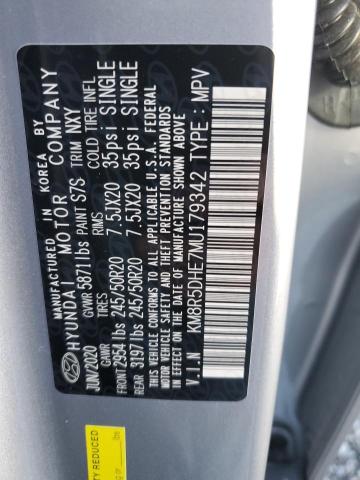 MANUFACTURED IN KOREA BY
HYUNDAI MOTOR COMPANY
JUN/2020 GVWR 5871lbs PAINT S7S TRIM NXY
GAWR TIRES RIMS COLD TIRE INFL
FRONT 2954lbs 245/50R20 7.5JX20 35psi SINGLE
REAR 3197lbs 245/50R20 7.5JX20 35psi SINGLE
THIS VEHICLE CONFORMS TO ALL APPLICABLE U.S.A. FEDERAL
MOTOR VEHICLE SAFETY AND THEFT PREVENTION STANDARDS
IN EFFECT ON THE DATE OF MANUFACTURE SHOWN ABOVE
V.I.N : KM8R5DHE7MU179342 TYPE : MPV
TY REDUCED
lbs